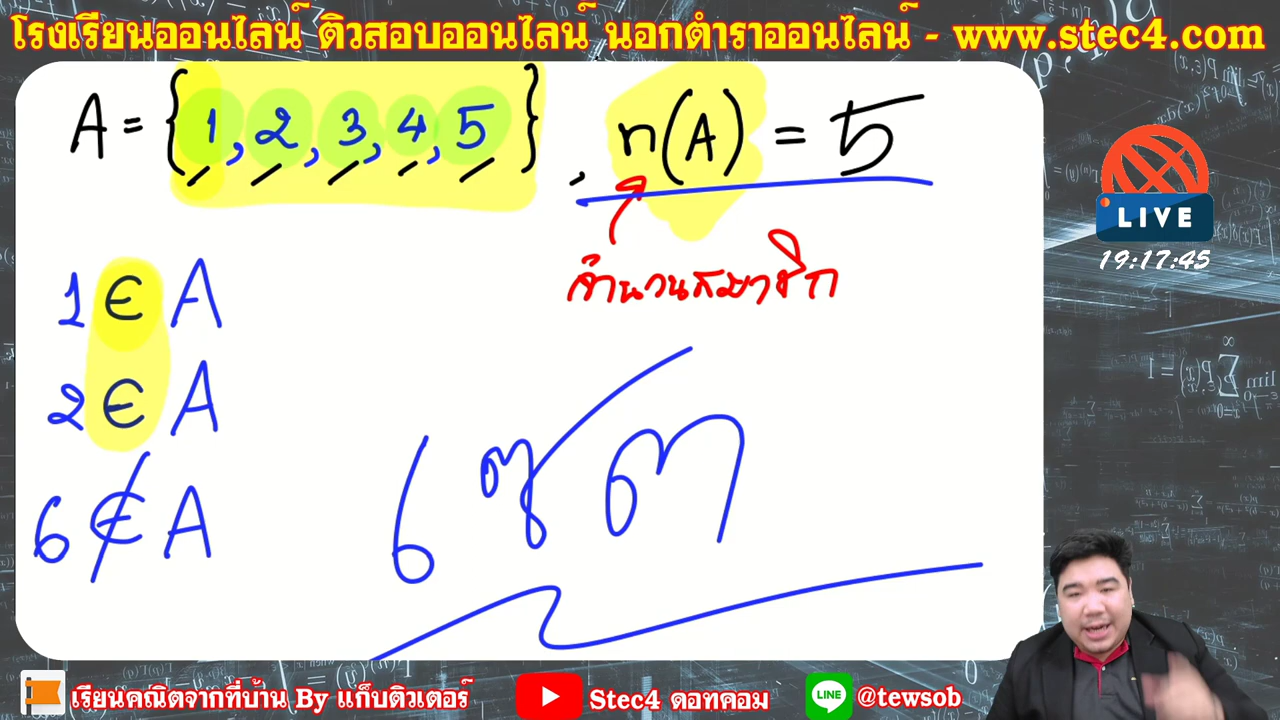 โรงเรียนออนไลน์ ติวสอบออนไลน์ นอกตำราออนไลน์ - www.stec4.com
A = {1, 2, 3, 4, 5}, n(A) = 5
LIVE
19:17:45
จำนวนสมาชิก
1 ∈ A
2 ∈ A
6 ∉ A
เซต
เรียนคณิตจากที่บ้าน By แก็บติวเตอร์
Stec4 ดอทคอม
LINE
@tewsob